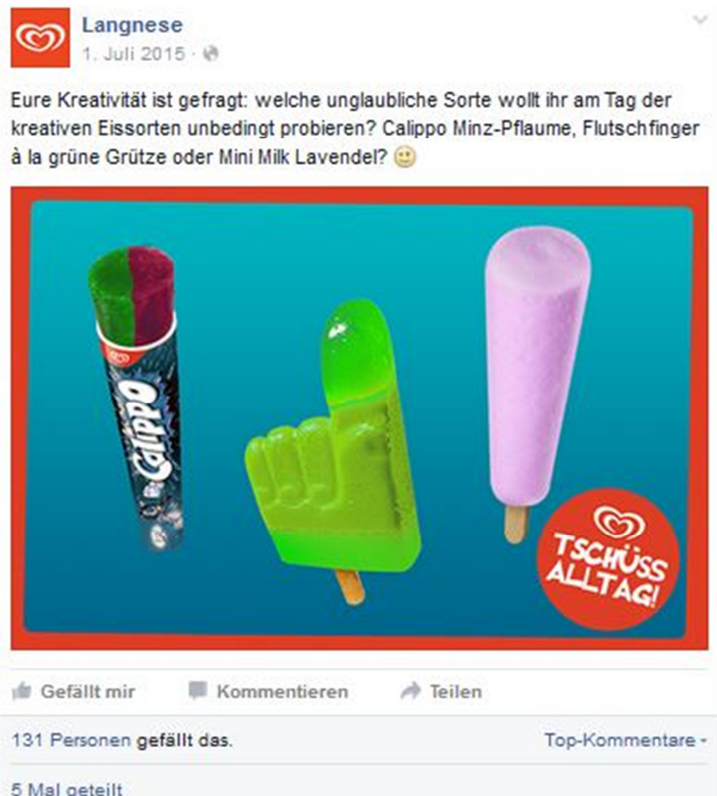 Langnese
1. Juli 2015 ·
Eure Kreativität ist gefragt: welche unglaubliche Sorte wollt ihr am Tag der
kreativen Eissorten unbedingt probieren? Calippo Minz-Pflaume, Flutschfinger
à la grüne Grütze oder Mini Milk Lavendel?
Calippo
TSCHÜSS
ALLTAG!
Gefällt mir Kommentieren Teilen
131 Personen gefällt das. Top-Kommentare
5 Mal geteilt